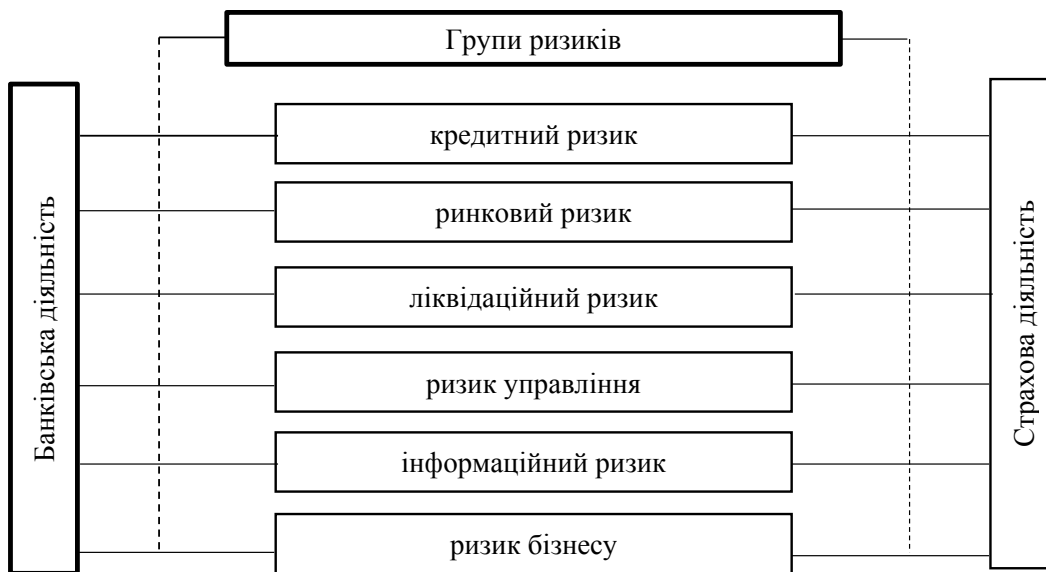 Групи ризиків
Банківська діяльність
кредитний ризик
ринковий ризик
ліквідаційний ризик
ризик управління
інформаційний ризик
ризик бізнесу
Страхова діяльність